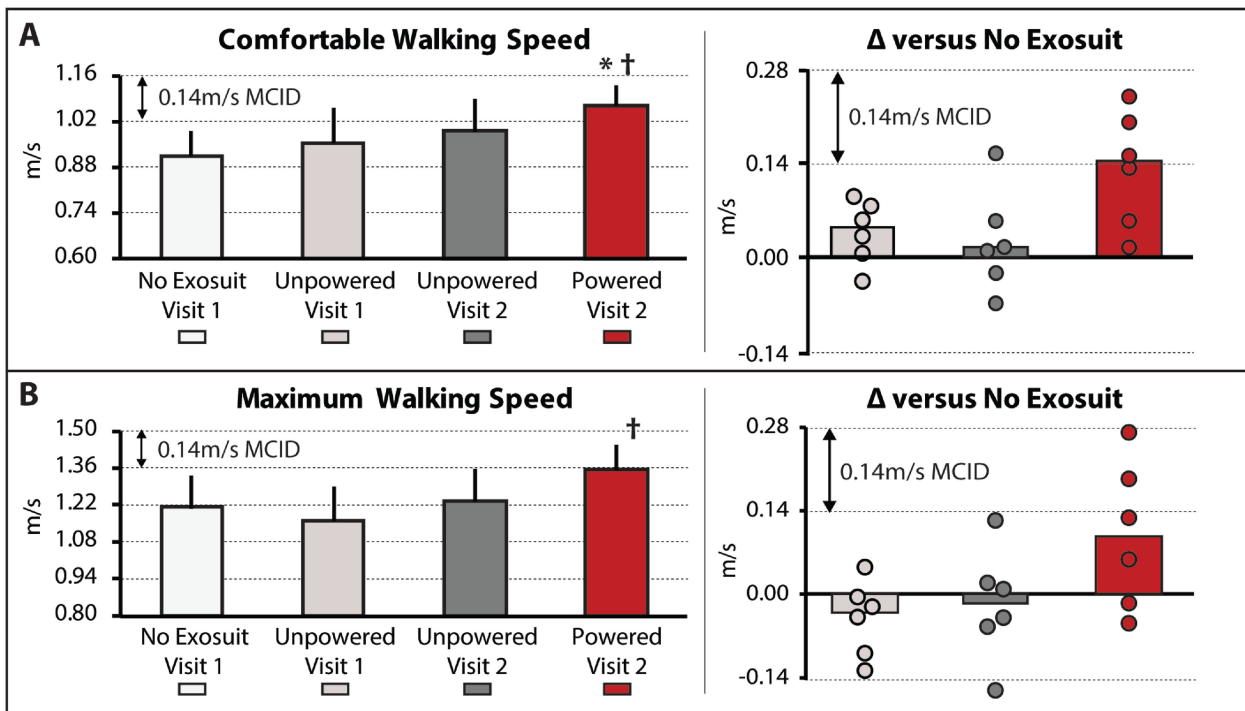 A
Comfortable Walking Speed
* †
1.16
0.14m/s MCID
1.02
0.88
0.74
0.60
m/s
No Exosuit Visit 1
Unpowered Visit 1
Unpowered Visit 2
Powered Visit 2
Δ versus No Exosuit
0.28
0.14m/s MCID
0.14
0.00
-0.14
m/s
B
Maximum Walking Speed
†
1.50
0.14m/s MCID
1.36
1.22
1.08
0.94
0.80
m/s
No Exosuit Visit 1
Unpowered Visit 1
Unpowered Visit 2
Powered Visit 2
Δ versus No Exosuit
0.28
0.14m/s MCID
0.14
0.00
-0.14
m/s